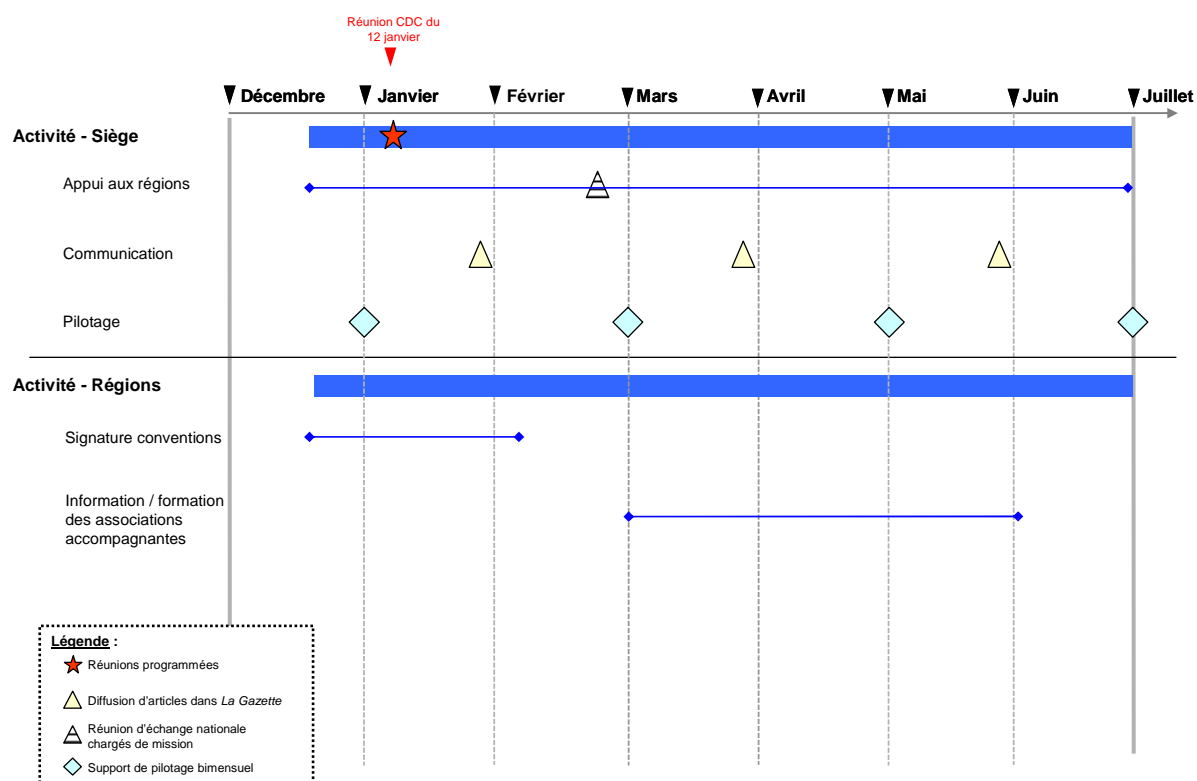 Réunion CDC du
12 janvier
Décembre Janvier Février Mars Avril Mai Juin Juillet
Activité - Siège
Appui aux régions
Communication
Pilotage
Activité - Régions
Signature conventions
Information / formation
des associations
accompagnantes
Légende :
Réunions programmées
Diffusion d'articles dans La Gazette
Réunion d'échange nationale
chargés de mission
Support de pilotage bimensuel